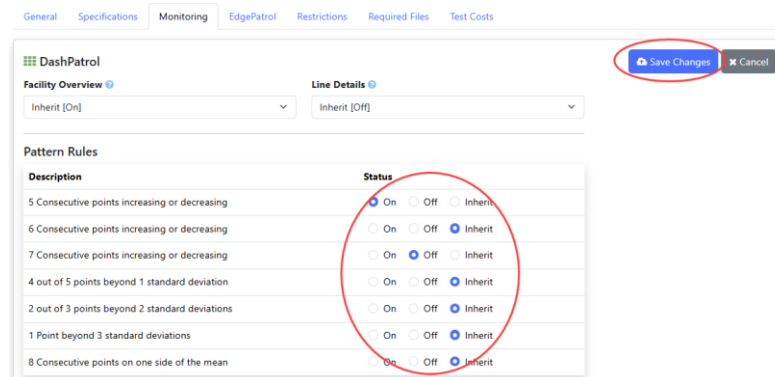 General Specifications Monitoring EdgePatrol Restrictions Required Files Test Costs
DashPatrol
Save Changes
Cancel
Facility Overview
Line Details
Inherit [On]
Inherit [Off]
Pattern Rules
Description Status
5 Consecutive points increasing or decreasing On Off Inherit
6 Consecutive points increasing or decreasing On Off Inherit
7 Consecutive points increasing or decreasing On Off Inherit
4 out of 5 points beyond 1 standard deviation On Off Inherit
2 out of 3 points beyond 2 standard deviations On Off Inherit
1 Point beyond 3 standard deviations On Off Inherit
8 Consecutive points on one side of the mean On Off Inherit